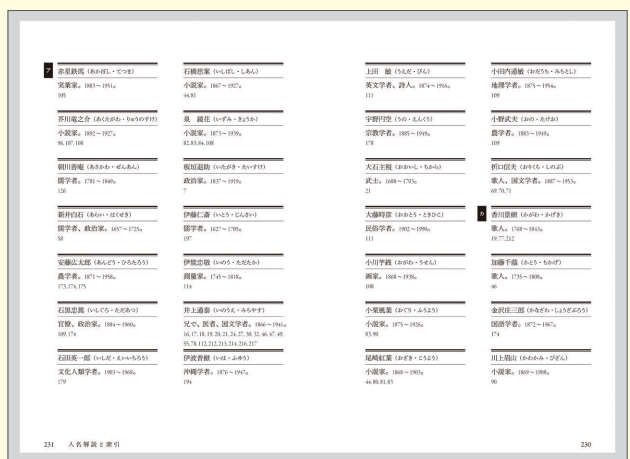 ア
赤星鉄馬(あかぼし・てつま)
実業家。1883〜1951。
105
芥川竜之介(あくたがわ・りゅうのすけ)
小説家。1892〜1927。
96.107.108
朝川善庵(あさかわ・ぜんあん)
儒学者。1781〜1849。
126
新井白石(あらい・はくせき)
儒学者、政治家。1657〜1725。
58
安藤広太郎(あんどう・ひろたろう)
農学者。1871〜1958。
173.174.175
石黒忠篤(いしぐろ・ただあつ)
官僚、政治家。1884〜1960。
109.174
石田英一郎(いしだ・えいいちろう)
文化人類学者。1903〜1968。
179
石橋思案(いしばし・しあん)
小説家。1867〜1927。
44.81
泉 鏡花(いずみ・きょうか)
小説家。1873〜1939。
82.83.84.108
板垣退助(いたがき・たいすけ)
政治家。1837〜1919。
7
伊藤仁斎(いとう・じんさい)
儒学者。1627〜1705。
197
伊能忠敬(いのう・ただたか)
測量家。1745〜1818。
114
井上通泰(いのうえ・みちやす)
兄で、医者、国文学者。1866〜1941。
16.17.18.19.20.21.24.27.30.32.46.47.49.
55.78.112.212.213.214.216.217
伊波普猷(いは・ふゆう)
沖縄学者。1876〜1947。
194
上田 敏(うえだ・びん)
英文学者、詩人。1874〜1916。
111
宇野円空(うの・えんくう)
宗教学者。1885〜1949。
178
大石主税(おおいし・ちから)
武士。1688〜1703。
21
大藤時彦(おおとう・ときひこ)
民俗学者。1902〜1990。
111
小川芋銭(おがわ・うせん)
画家。1868〜1938。
108
小栗風葉(おぐり・ふうよう)
小説家。1875〜1926。
83.90
尾崎紅葉(おざき・こうよう)
小説家。1868〜1903。
44.80.81.83
小田内通敏(おだうち・みちとし)
地理学者。1875〜1954。
109
小野武夫(おの・たけお)
農学者。1883〜1949。
109
折口信夫(おりくち・しのぶ)
歌人、国文学者。1887〜1953。
69.70.71
カ
香川景樹(かがわ・かげき)
歌人。1768〜1843。
19.77.212
加藤千蔭(かとう・ちかげ)
歌人。1735〜1808。
46
金沢庄三郎(かなざわ・しょうざぶろう)
国語学者。1872〜1967。
174
川上眉山(かわかみ・びざん)
小説家。1869〜1908。
90
231 人名解説と索引
230